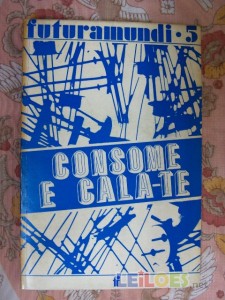 futuramundi • 5
CONSOME
E CALA-TE
LEILOES.net